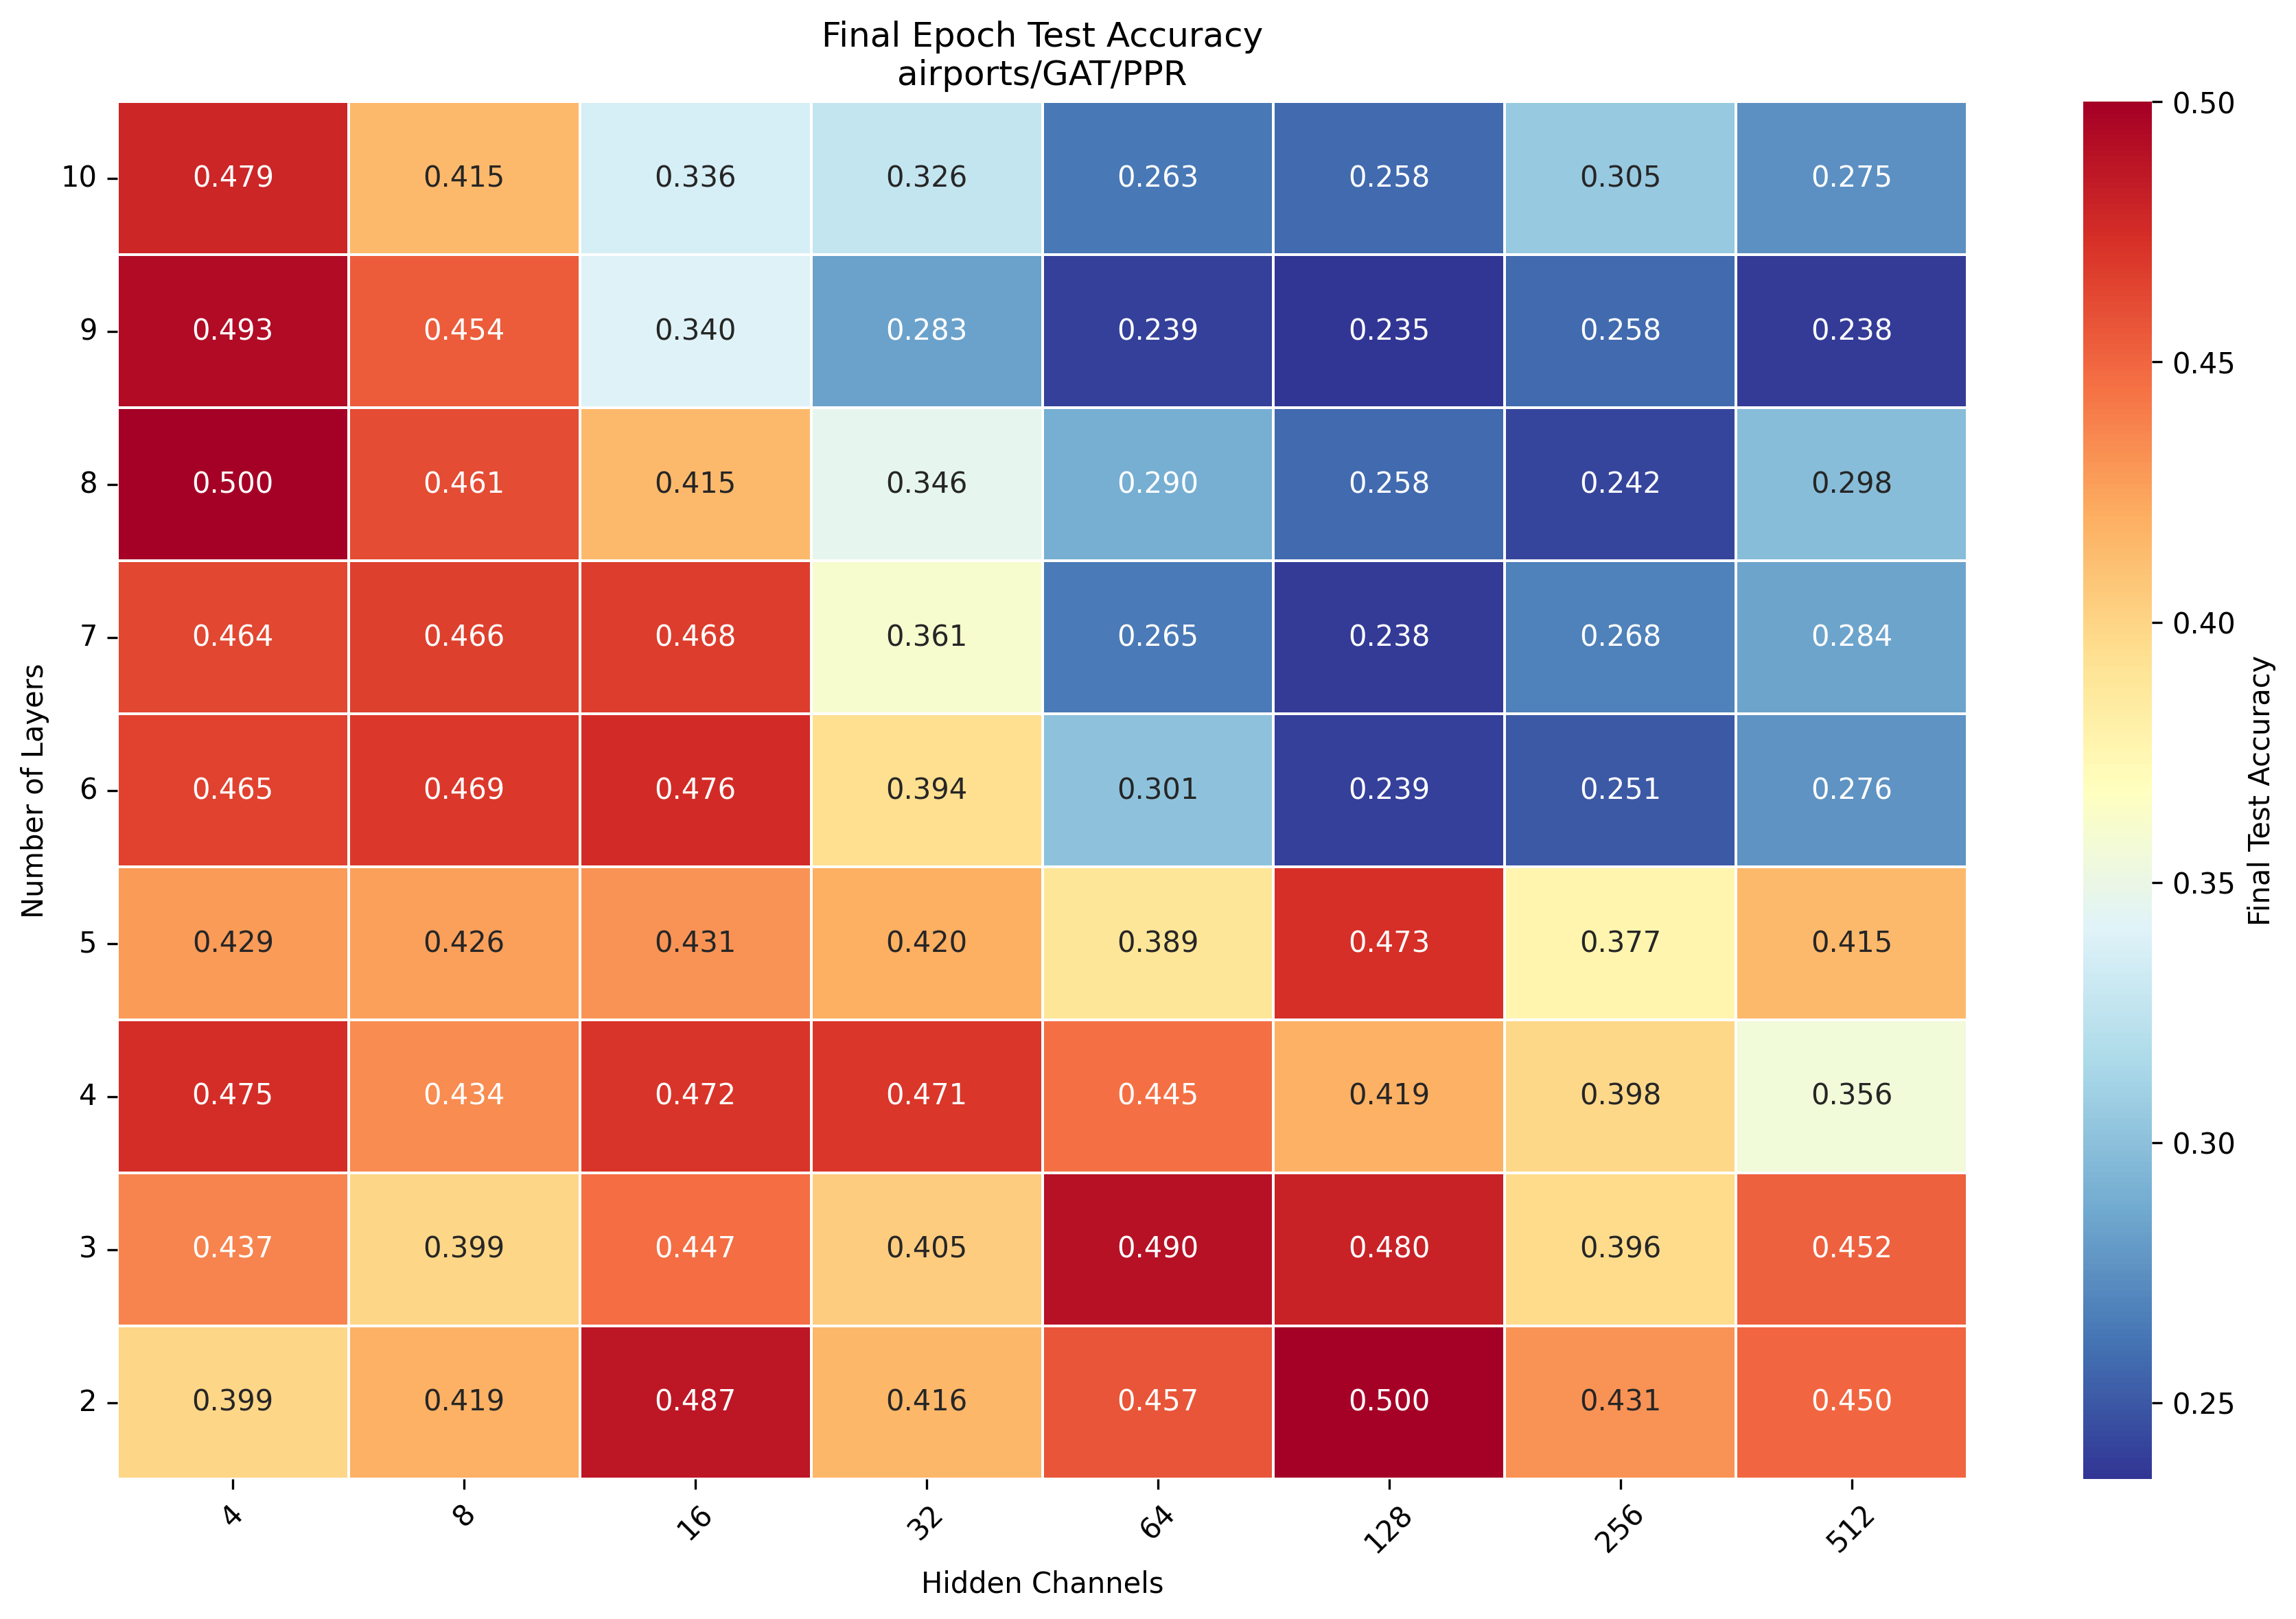 Final Epoch Test Accuracy
airports/GAT/PPR
Number of Layers
10 0.479 0.415 0.336 0.326 0.263 0.258 0.305 0.275
9 0.493 0.454 0.340 0.283 0.239 0.235 0.258 0.238
8 0.500 0.461 0.415 0.346 0.290 0.258 0.242 0.298
7 0.464 0.466 0.468 0.361 0.265 0.238 0.268 0.284
6 0.465 0.469 0.476 0.394 0.301 0.239 0.251 0.276
5 0.429 0.426 0.431 0.420 0.389 0.473 0.377 0.415
4 0.475 0.434 0.472 0.471 0.445 0.419 0.398 0.356
3 0.437 0.399 0.447 0.405 0.490 0.480 0.396 0.452
2 0.399 0.419 0.487 0.416 0.457 0.500 0.431 0.450
4 8 16 32 64 128 256 512
Hidden Channels
0.50
0.45
0.40
0.35
0.30
0.25
Final Test Accuracy